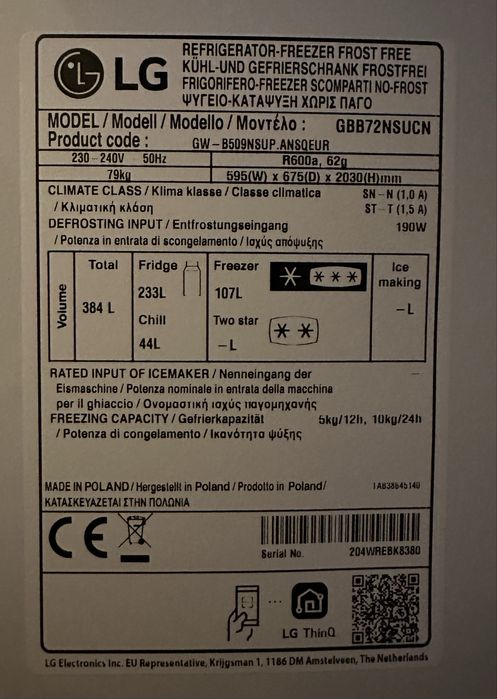 LG
REFRIGERATOR-FREEZER FROST FREE
KÜHL-UND GEFRIERSCHRANK FROSTFREI
FRIGORIFERO-FREEZER SCOMPARTI NO-FROST
ΨΥΓΕΙΟ-ΚΑΤΑΨΥΞΗ ΧΩΡΙΣ ΠΑΓΟ
MODEL / Modell / Modello / Μοντέλο : GBB72NSUCN
Product code : GW-B509NSUP.ANSQEUR
230-240V 50Hz R600a, 62g
79kg 595(W) x 675(D) x 2030(H)mm
CLIMATE CLASS / Klima klasse / Classe climatica SN-N (1,0 A)
/ Κλιματική κλάση ST-T (1,5 A)
DEFROSTING INPUT / Entfrostungseingang 190W
/ Potenza in entrata di scongelamento / Ισχύς απόψυξης
Volume
Total
384 L
Fridge
233L
Chill
44L
Freezer
107L
Two star
-L
Ice
making
-L
RATED INPUT OF ICEMAKER / Nenneingang der –
Eismaschine / Potenza nominale in entrata della macchina
per il ghiaccio / Ονομαστική ισχύς παγομηχανής
FREEZING CAPACITY / Gefrierkapazität 5kg/12h, 10kg/24h
/ Potenza di congelamento / Ικανότητα ψύξης
MADE IN POLAND / Hergestellt in Poland / Prodotto in Poland/
ΚΑΤΑΣΚΕΥΑΖΕΤΑΙ ΣΤΗΝ ΠΟΛΩΝΙΑ
CE
Serial No. 204WREBK8380
LG ThinQ
LG Electronics Inc. EU Representative, Krijgsman 1, 1186 DM Amstelveen, The Netherlands